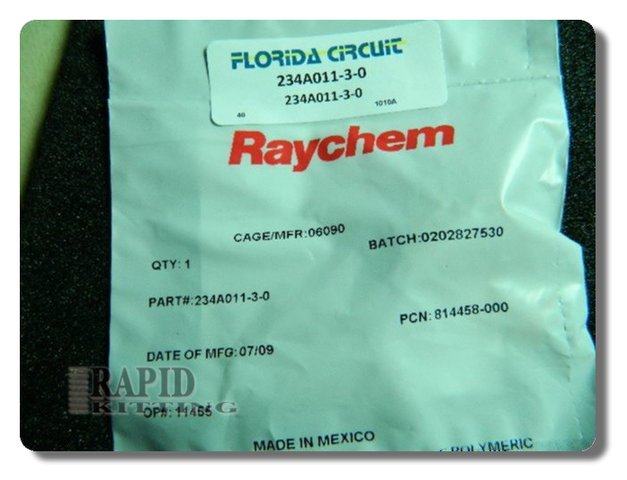 FLORIDA CIRCUIT
234A011-3-0
234A011-3-0
40 1010A
Raychem
CAGE/MFR:06090 BATCH:0202827530
QTY: 1
PART#:234A011-3-0
PCN: 814458-000
DATE OF MFG:07/09
RAPID
KITTING
OP#: 11465
MADE IN MEXICO
POLYMERIC